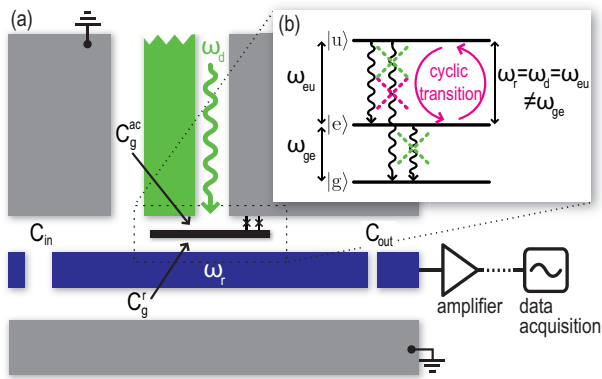 (a)
ω_d
C_g^ac
C_in
C_out
ω_r
C_g^r
amplifier
data
acquisition
(b)
|u⟩
ω_eu
cyclic
transition
ω_r=ω_d=ω_eu
≠ω_ge
|e⟩
ω_ge
|g⟩